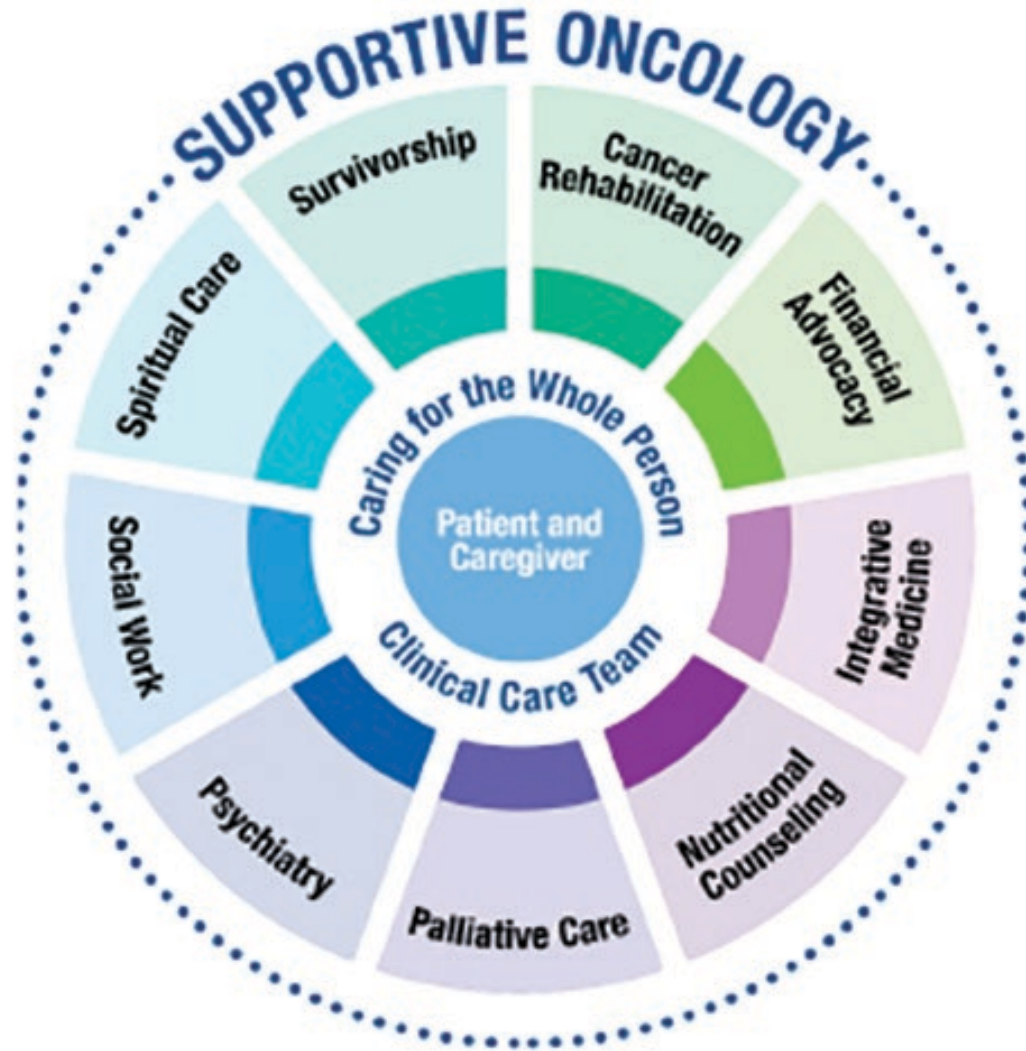 SUPPORTIVE ONCOLOGY
Survivorship
Cancer
Rehabilitation
Financial
Advocacy
Integrative
Medicine
Nutritional
Counseling
Palliative Care
Psychiatry
Social Work
Spiritual Care
Caring for the Whole Person
Patient and
Caregiver
Clinical Care Team